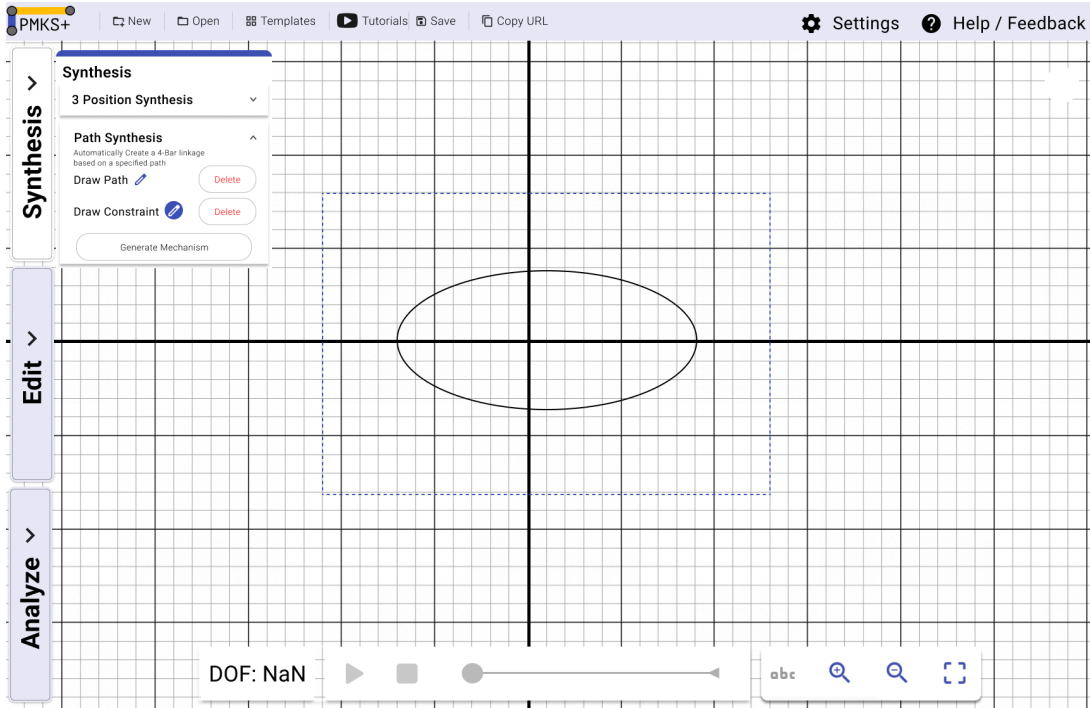 PMKS+ New Open Templates Tutorials Save Copy URL Settings Help / Feedback
Synthesis
Synthesis
3 Position Synthesis
Path Synthesis
Automatically Create a 4-Bar linkage
based on a specified path
Draw Path Delete
Draw Constraint Delete
Generate Mechanism
Edit
Analyze
DOF: NaN
abc